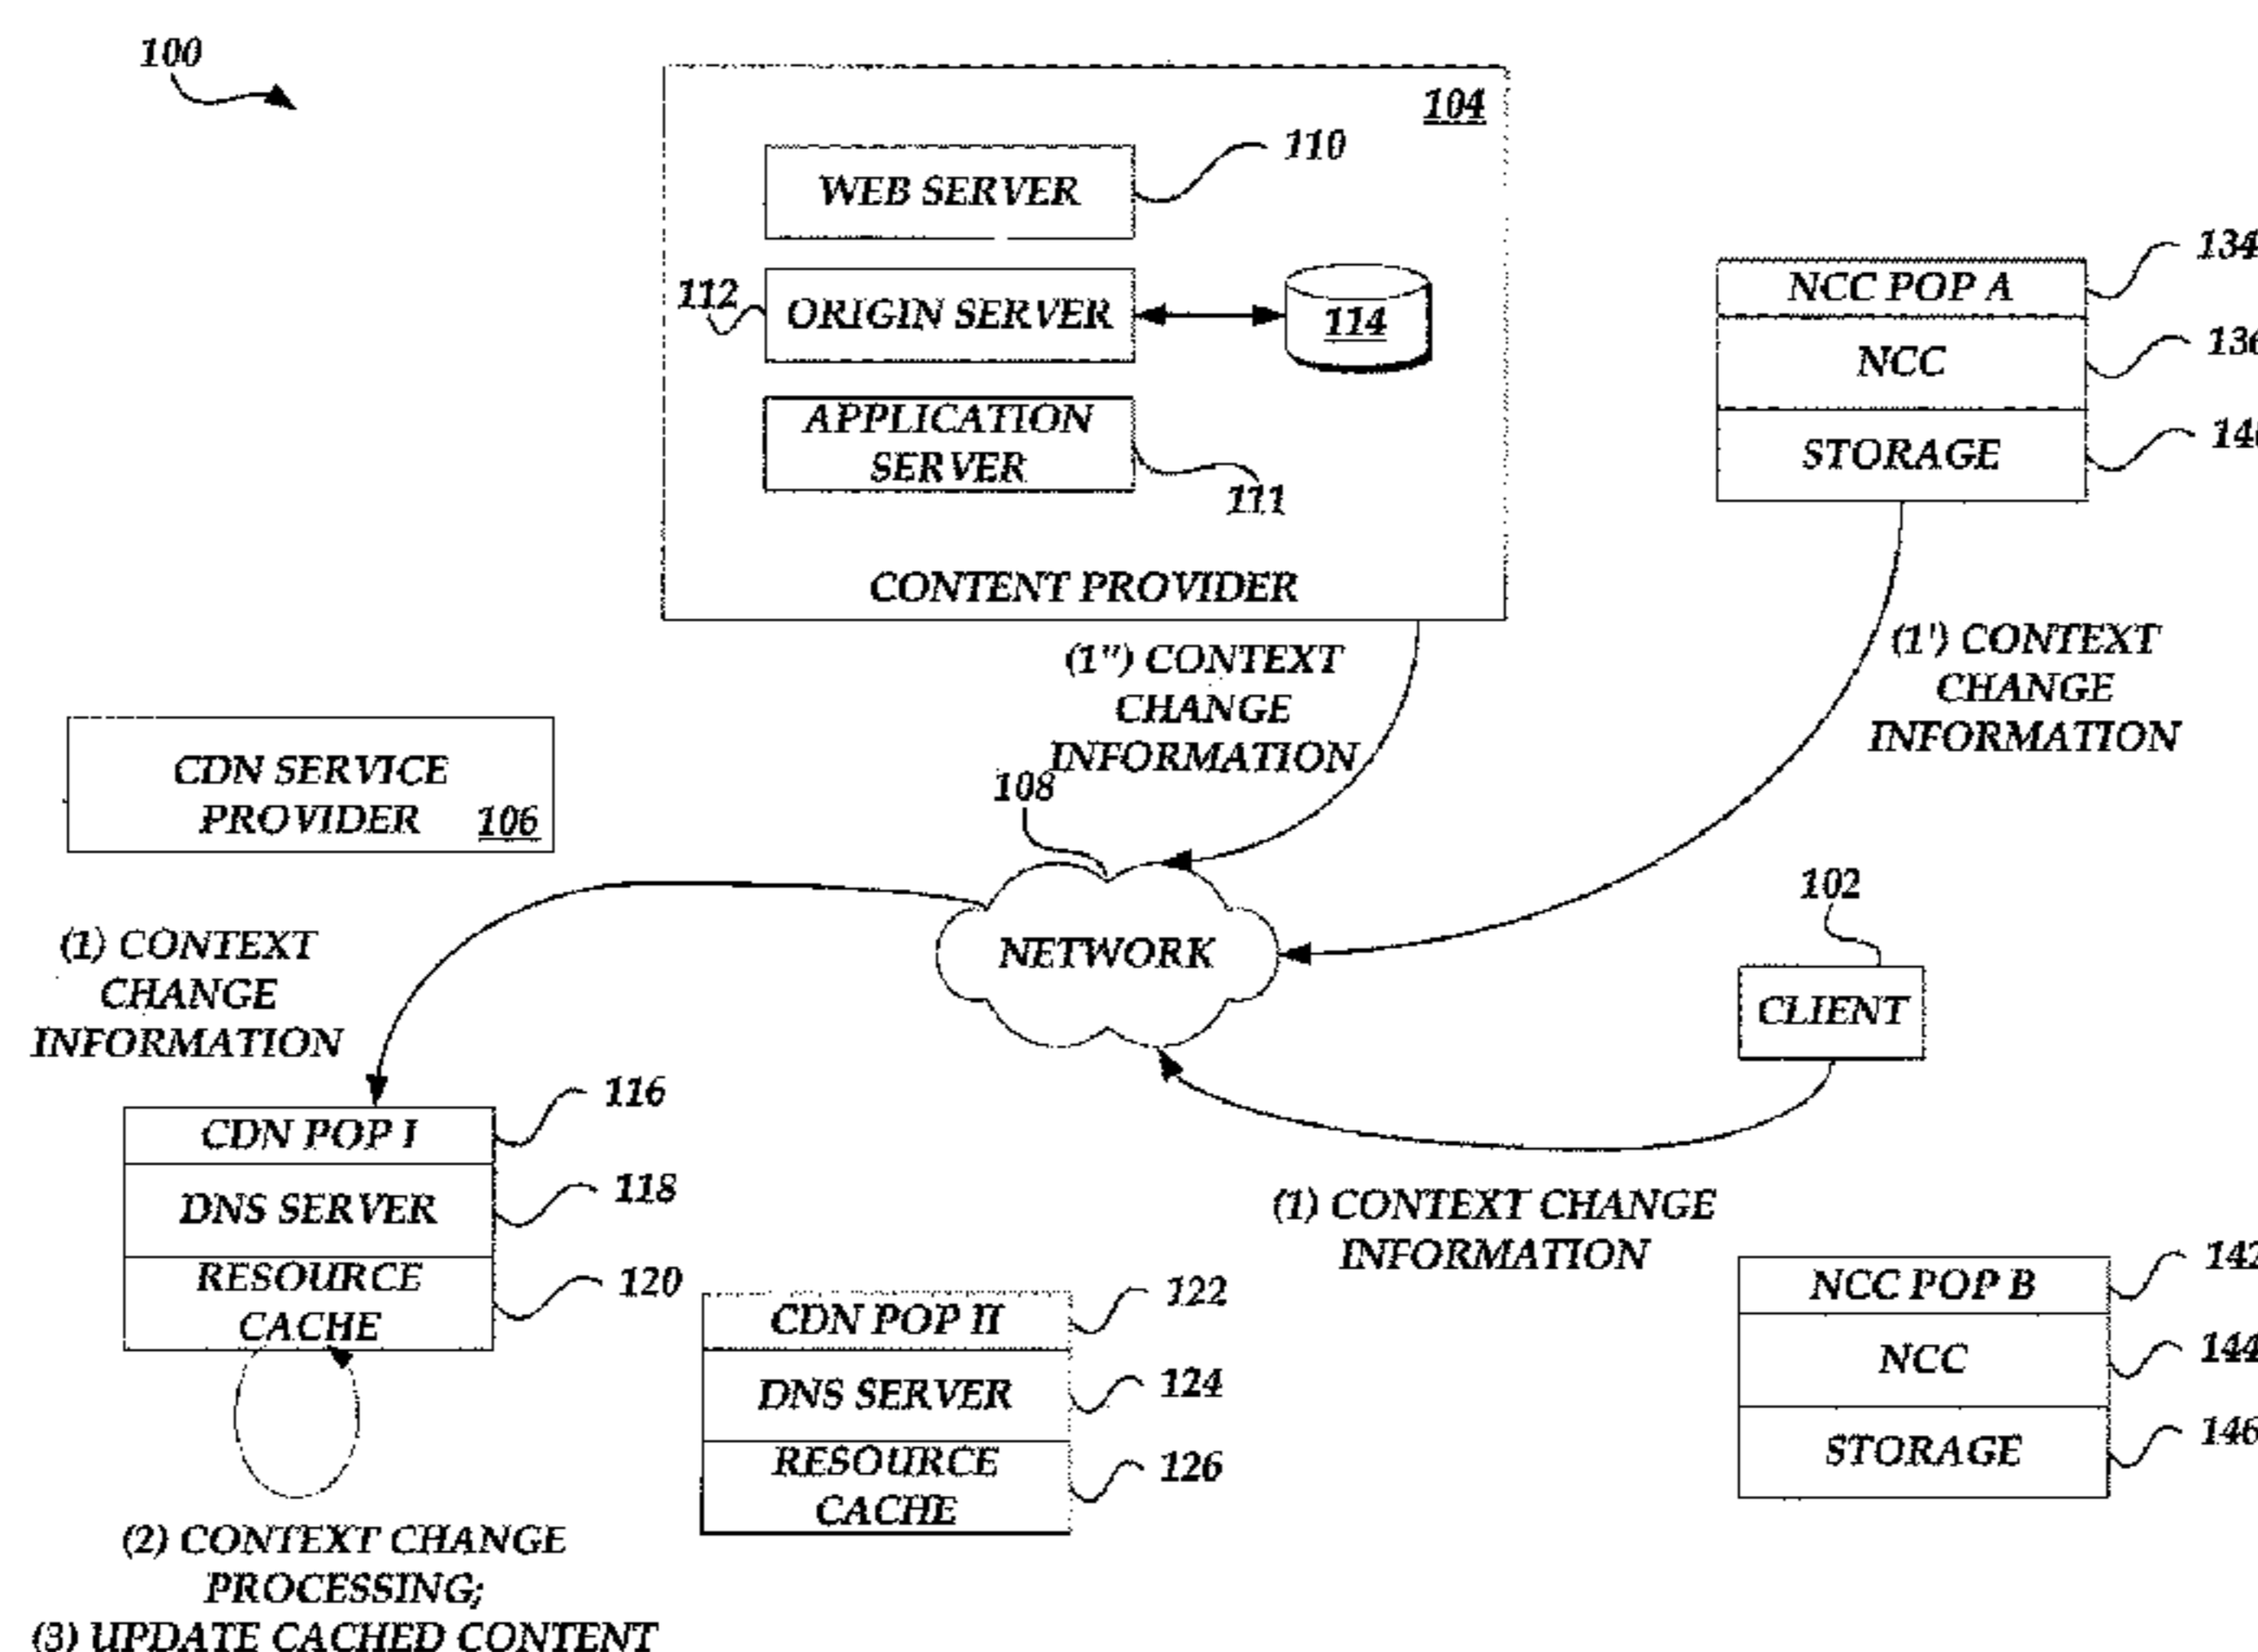 100
104
WEB SERVER
110
112
ORIGIN SERVER
114
APPLICATION
SERVER
111
CONTENT PROVIDER
NCC POP A
134
NCC
136
STORAGE
(1") CONTEXT
CHANGE
INFORMATION
(1') CONTEXT
CHANGE
INFORMATION
CDN SERVICE
PROVIDER 106
108
NETWORK
102
CLIENT
(1) CONTEXT
CHANGE
INFORMATION
CDN POP I
116
DNS SERVER
118
RESOURCE
CACHE
120
(1) CONTEXT CHANGE
INFORMATION
CDN POP II
122
DNS SERVER
124
RESOURCE
CACHE
126
NCC POP B
142
NCC
144
STORAGE
146
(2) CONTEXT CHANGE
PROCESSING;
(3) UPDATE CACHED CONTENT